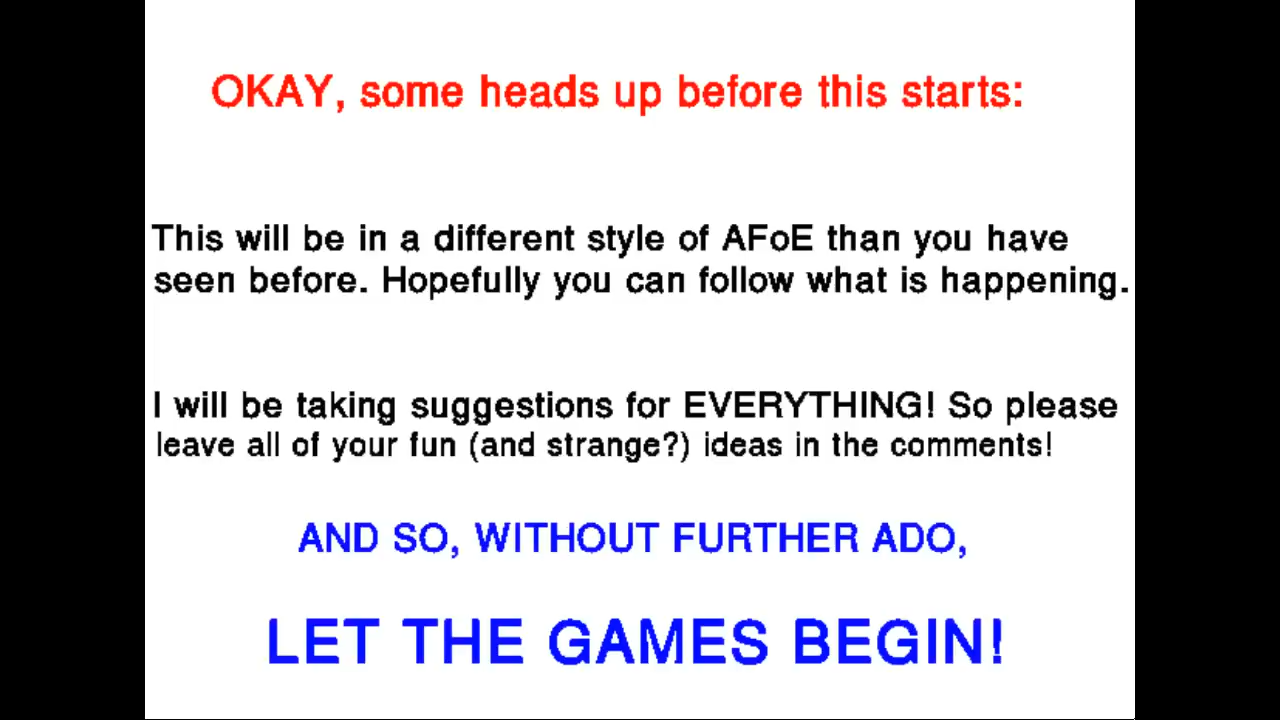 OKAY, some heads up before this starts:
This will be in a different style of AFoE than you have
seen before. Hopefully you can follow what is happening.
I will be taking suggestions for EVERYTHING! So please
leave all of your fun (and strange?) ideas in the comments!
AND SO, WITHOUT FURTHER ADO,
LET THE GAMES BEGIN!